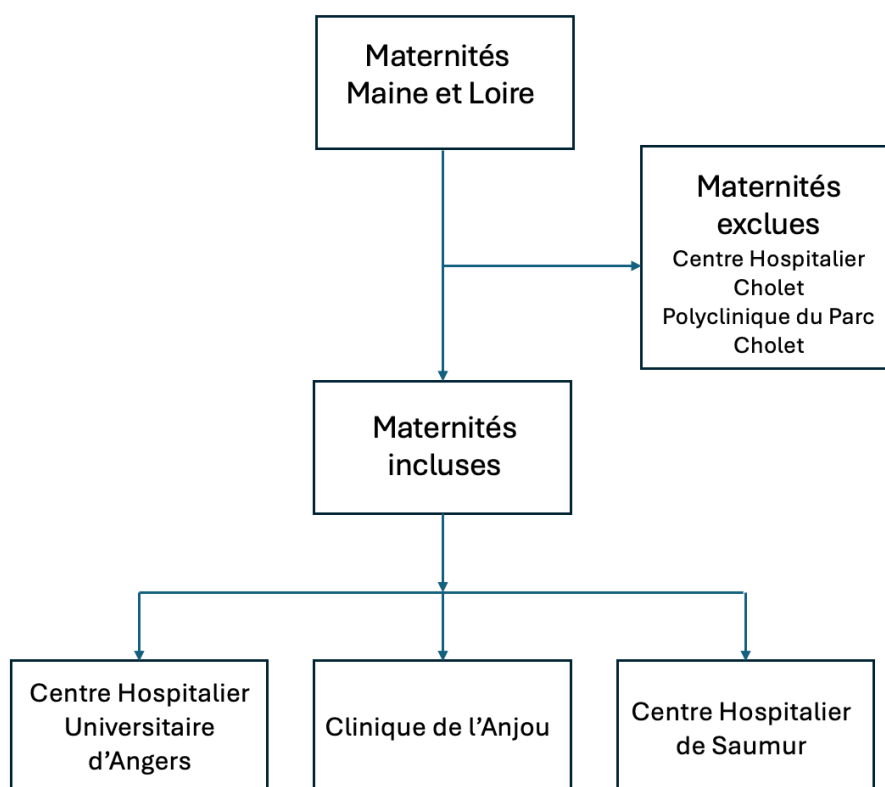 Maternités
Maine et Loire
Maternités
exclues
Centre Hospitalier
Cholet
Polyclinique du Parc
Cholet
Maternités
incluses
Centre Hospitalier
Universitaire
d’Angers
Clinique de l’Anjou
Centre Hospitalier
de Saumur